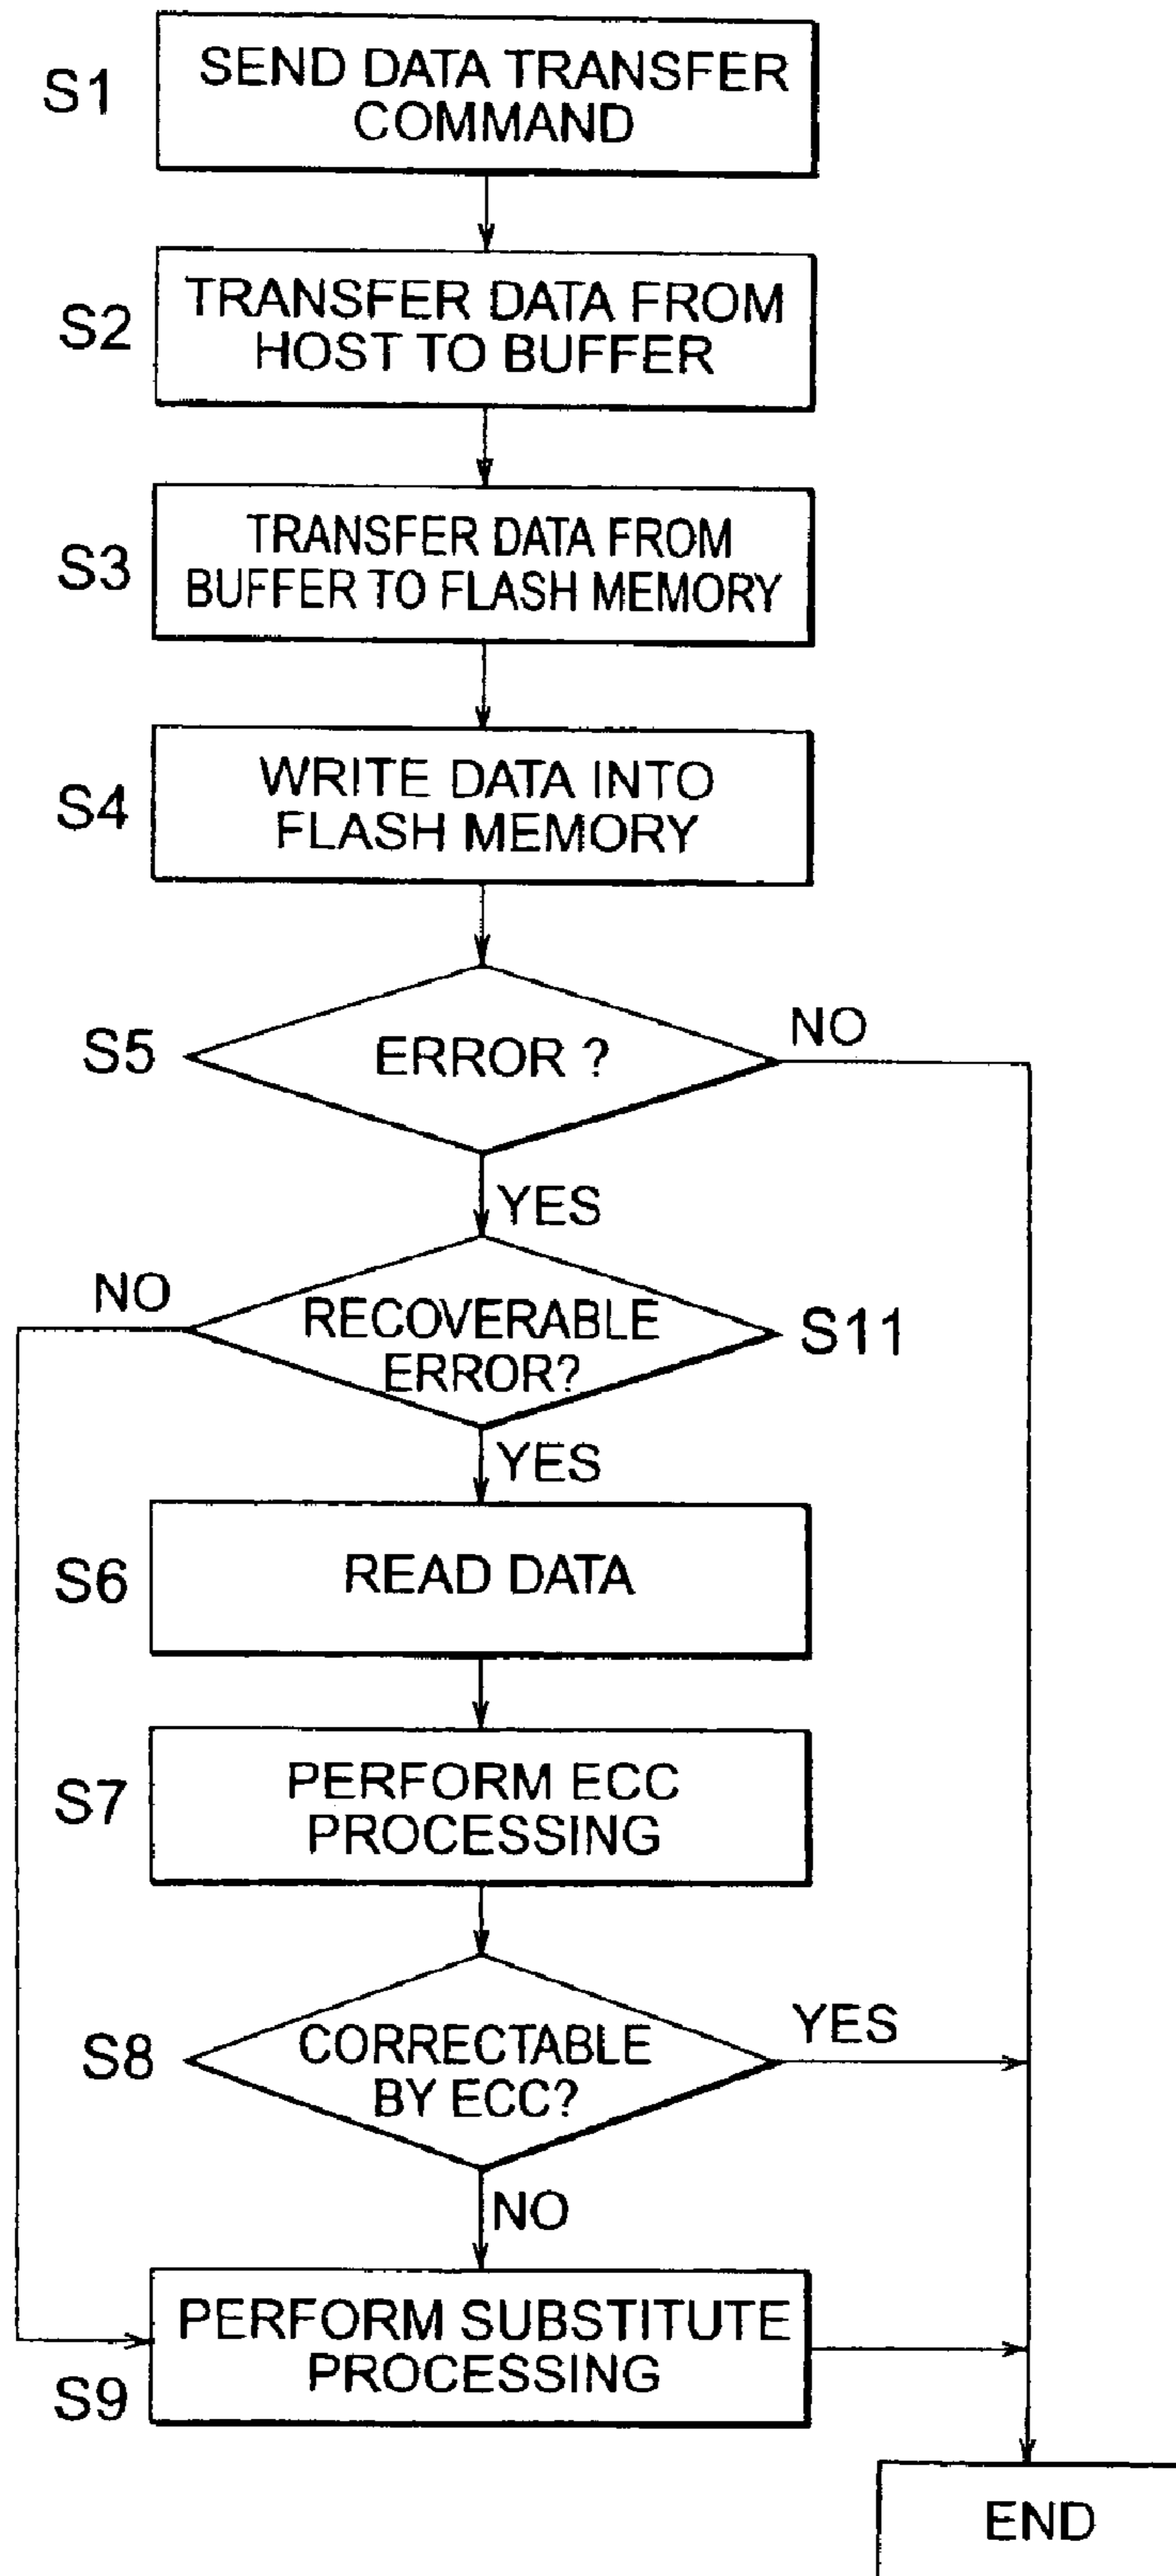 S1
SEND DATA TRANSFER
COMMAND
S2
TRANSFER DATA FROM
HOST TO BUFFER
S3
TRANSFER DATA FROM
BUFFER TO FLASH MEMORY
S4
WRITE DATA INTO
FLASH MEMORY
S5
ERROR ?
NO
YES
NO
RECOVERABLE
ERROR?
S11
YES
S6
READ DATA
S7
PERFORM ECC
PROCESSING
S8
CORRECTABLE
BY ECC?
YES
NO
PERFORM SUBSTITUTE
PROCESSING
S9
END